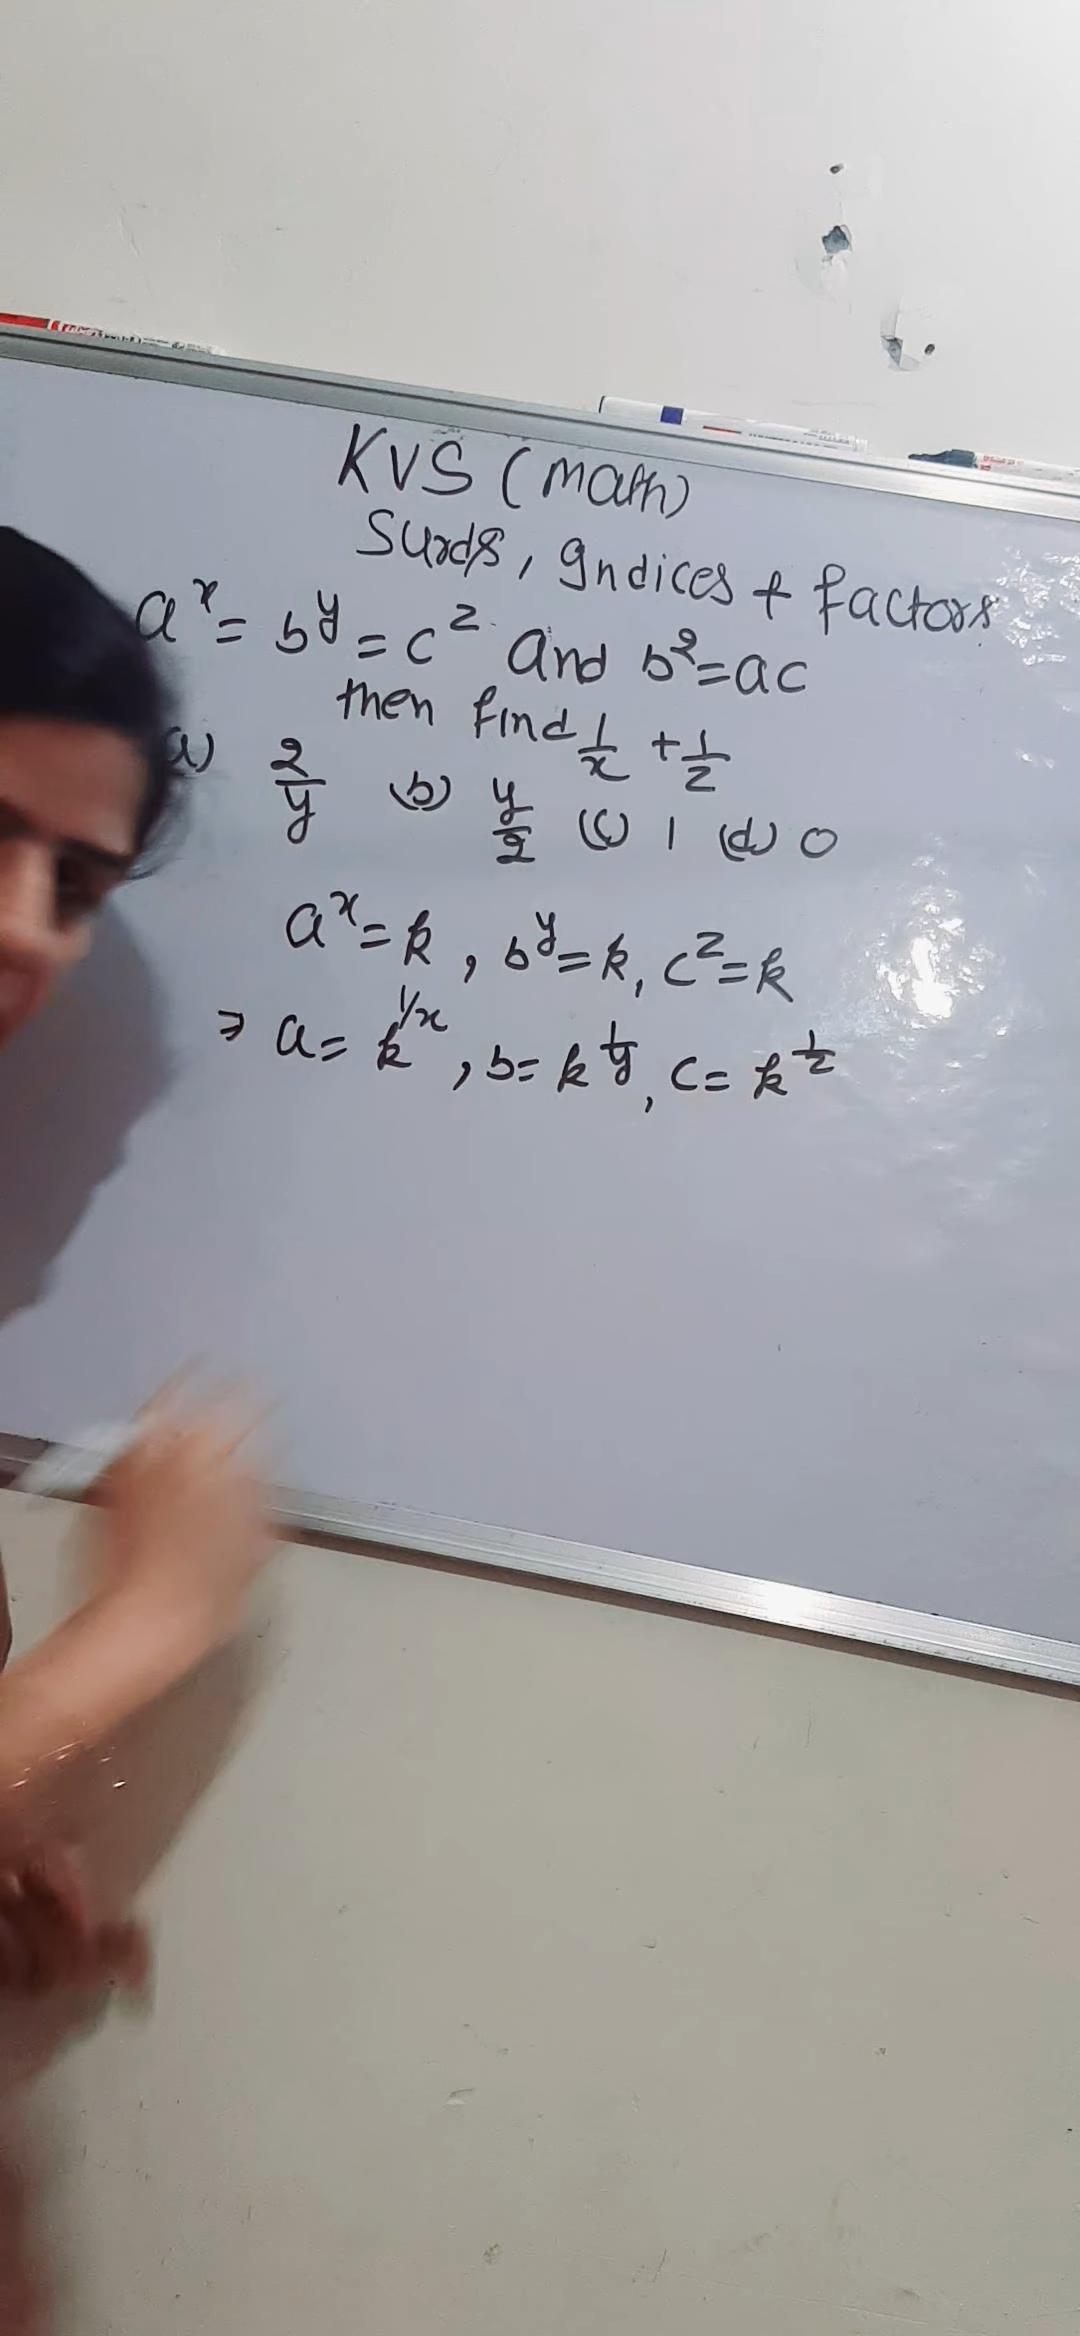 KVS (Math)
Surds, Indices + factors
a^x = b^y = c^z and b^2 = ac
then find 1/x + 1/z
a) 2/y (b) y/2 (c) 1 (d) 0
a^x = k, b^y = k, c^z = k
⇒ a = k^1/x, b = k^1/y, c = k^1/z